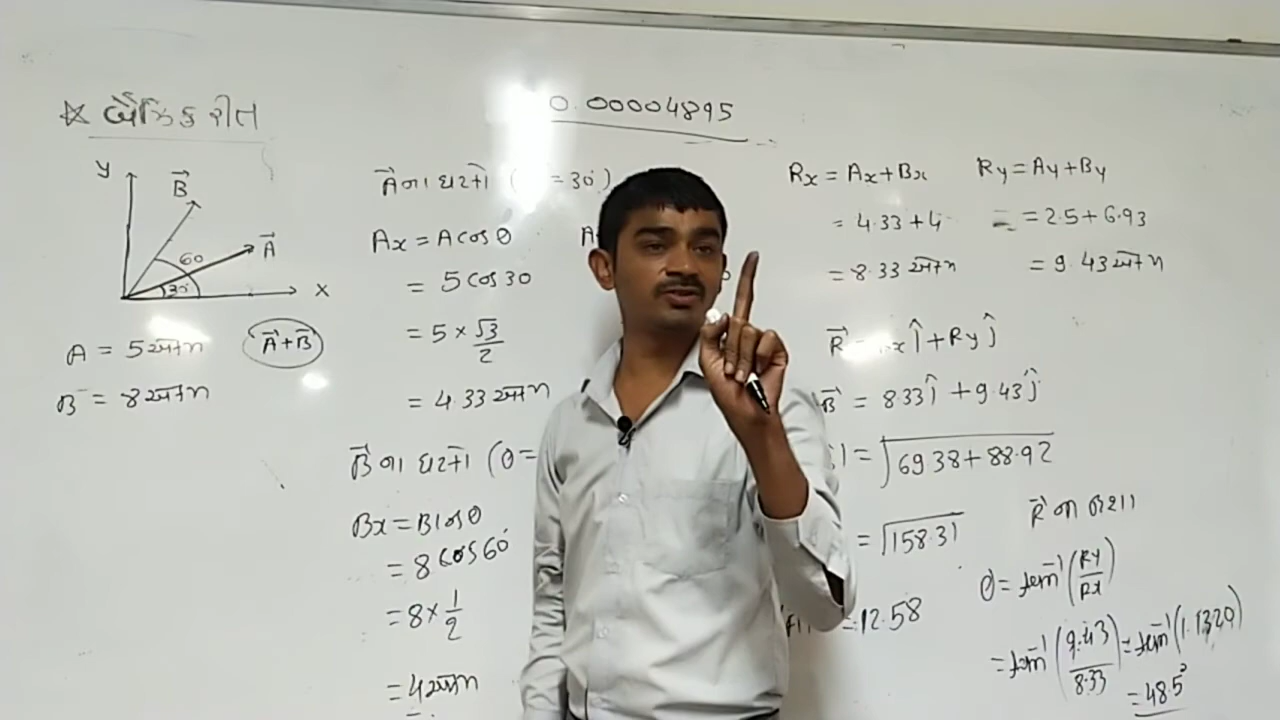 ☆ બૈજિક રીત
0.00004895
y
B⃗
A⃗
60
30°
x
A = 5 એકમ
B = 8 એકમ
A⃗+B⃗
A⃗ ના ઘટકો ( = 30°)
Ax = A cos θ
= 5 cos 30
= 5 × √3/2
= 4.33 એકમ
B⃗ ના ઘટકો (θ =
Bx = B cos θ
= 8 cos 60°
= 8 × 1/2
= 4 એકમ
Rx = Ax + Bx
= 4.33 + 4
= 8.33 એકમ
Ry = Ay + By
= 2.5 + 6.93
= 9.43 એકમ
R⃗ = x î + Ry ĵ
= 8.33 î + 9.43 ĵ
= √69.38 + 88.92
= √158.31
= 12.58
R⃗ ની દિશા
θ = tan⁻¹ (Ry/Rx)
= tan⁻¹ (9.43/8.33) = tan⁻¹ (1.1320)
= 48.5°